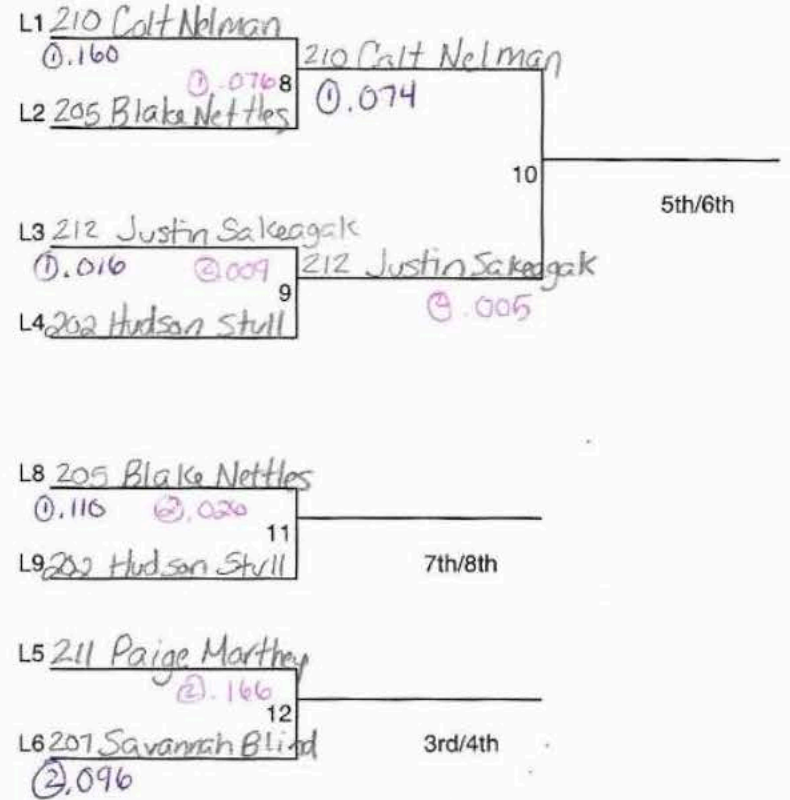 L1 210 Colt Nelman
①.160
①.076 8
210 Colt Nelman
①.074
L2 205 Blake Nettles
10
5th/6th
L3 212 Justin Sakeagak
①.016 ②.009
9
212 Justin Sakeagak
②.005
L4 202 Hudson Stull
L8 205 Blake Nettles
①.110 ②.026
11
L9 202 Hudson Stull
7th/8th
L5 211 Paige Marthey
②.166
12
L6 207 Savannah Blind
②.096
3rd/4th